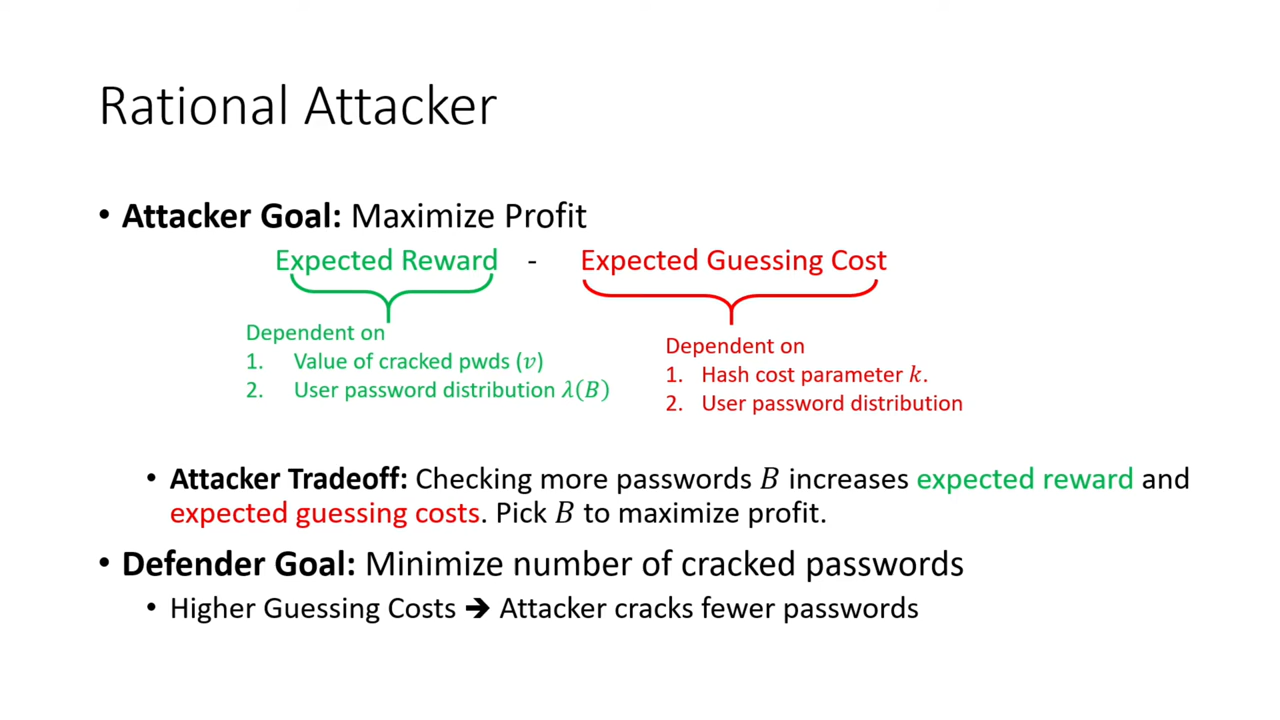 Rational Attacker
• Attacker Goal: Maximize Profit
Expected Reward - Expected Guessing Cost
Dependent on
1. Value of cracked pwds (v)
2. User password distribution λ(B)
Dependent on
1. Hash cost parameter k.
2. User password distribution
• Attacker Tradeoff: Checking more passwords B increases expected reward and
expected guessing costs. Pick B to maximize profit.
• Defender Goal: Minimize number of cracked passwords
• Higher Guessing Costs ➔ Attacker cracks fewer passwords